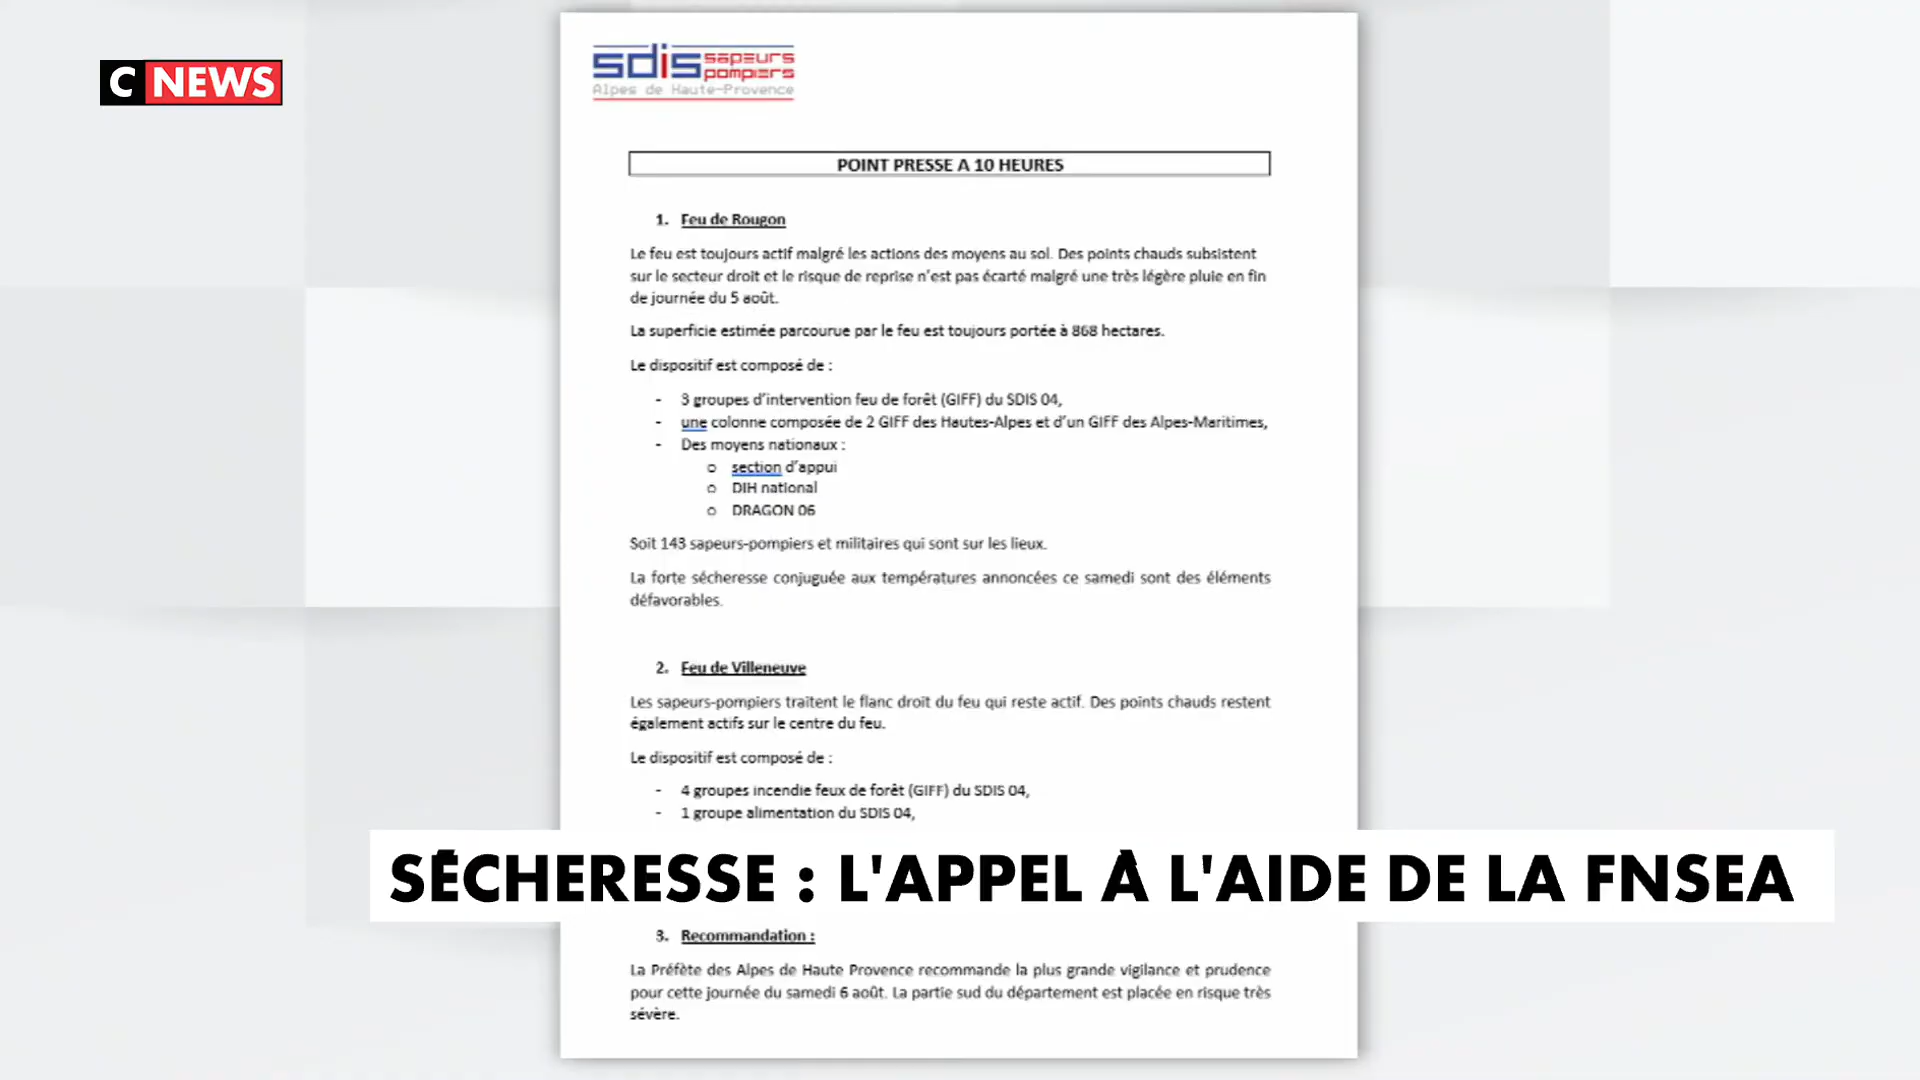 C NEWS
sdis sapeurs
pompiers
Alpes de Haute-Provence
POINT PRESSE A 10 HEURES
1. Feu de Rougon
Le feu est toujours actif malgré les actions des moyens au sol. Des points chauds subsistent
sur le secteur droit et le risque de reprise n'est pas écarté malgré une très légère pluie en fin
de journée du 5 août.
La superficie estimée parcourue par le feu est toujours portée à 868 hectares.
Le dispositif est composé de :
- 3 groupes d'intervention feu de forêt (GIFF) du SDIS 04,
- une colonne composée de 2 GIFF des Hautes-Alpes et d'un GIFF des Alpes-Maritimes,
- Des moyens nationaux :
o section d'appui
o DIH national
o DRAGON 06
Soit 143 sapeurs-pompiers et militaires qui sont sur les lieux.
La forte sécheresse conjuguée aux températures annoncées ce samedi sont des éléments
défavorables.
2. Feu de Villeneuve
Les sapeurs-pompiers traitent le flanc droit du feu qui reste actif. Des points chauds restent
également actifs sur le centre du feu.
Le dispositif est composé de :
- 4 groupes incendie feux de forêt (GIFF) du SDIS 04,
- 1 groupe alimentation du SDIS 04,
SÉCHERESSE : L'APPEL À L'AIDE DE LA FNSEA
3. Recommandation :
La Préfète des Alpes de Haute Provence recommande la plus grande vigilance et prudence
pour cette journée du samedi 6 août. La partie sud du département est placée en risque très
sévère.